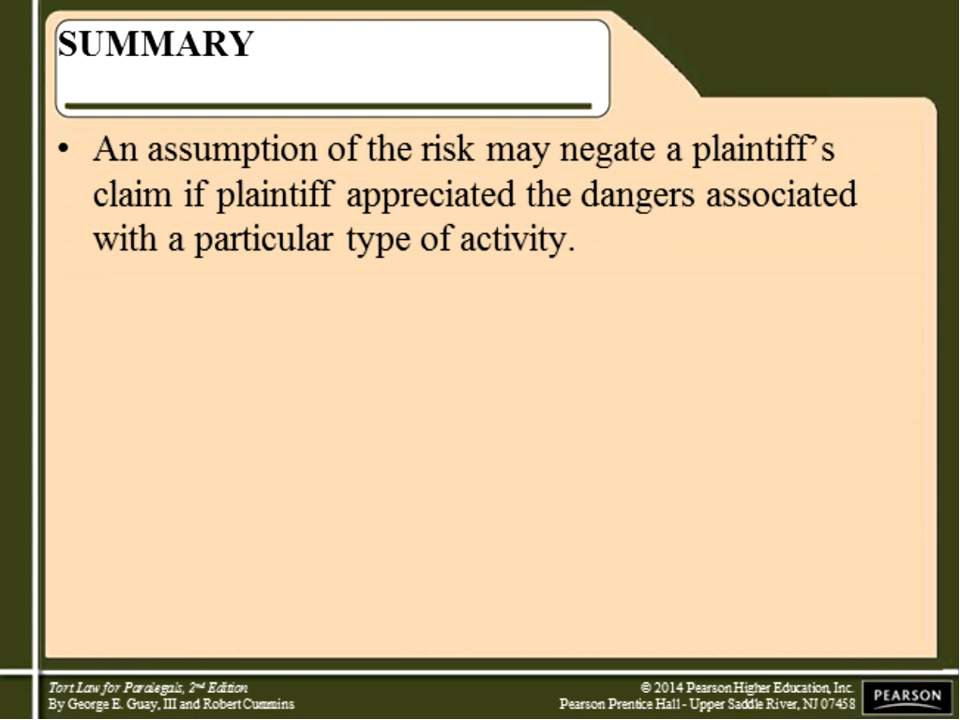 SUMMARY
• An assumption of the risk may negate a plaintiff’s
claim if plaintiff appreciated the dangers associated
with a particular type of activity.
Tort Law for Paralegals, 2nd Edition
By George E. Guay, III and Robert Cummins
© 2014 Pearson Higher Education, Inc.
Pearson Prentice Hall - Upper Saddle River, NJ 07458
PEARSON